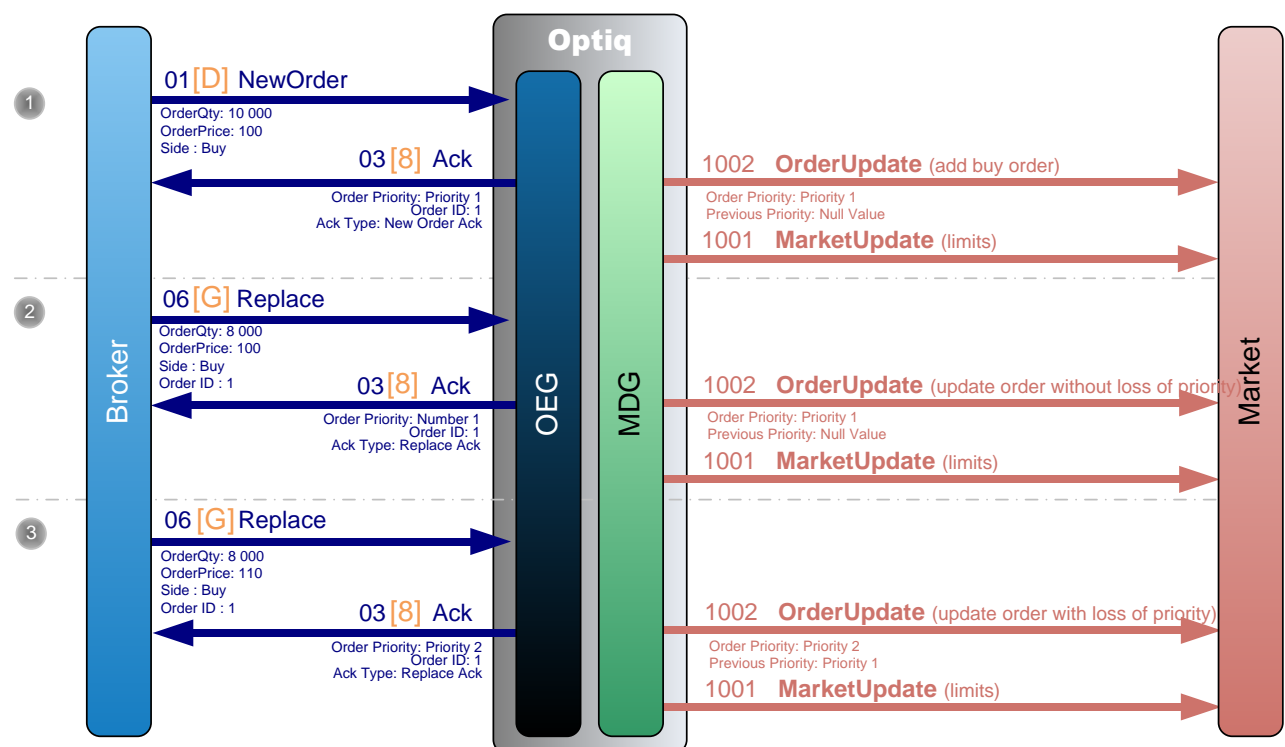 Optiq
1
01 [D] NewOrder
OrderQty: 10 000
OrderPrice: 100
Side : Buy
03 [8] Ack
Order Priority: Priority 1
Order ID: 1
Ack Type: New Order Ack
1002 OrderUpdate (add buy order)
Order Priority: Priority 1
Previous Priority: Null Value
1001 MarketUpdate (limits)
2
06 [G] Replace
OrderQty: 8 000
OrderPrice: 100
Side : Buy
Order ID : 1
03 [8] Ack
Order Priority: Number 1
Order ID: 1
Ack Type: Replace Ack
1002 OrderUpdate (update order without loss of priority)
Order Priority: Priority 1
Previous Priority: Null Value
1001 MarketUpdate (limits)
Broker
OEG
MDG
Market
3
06 [G] Replace
OrderQty: 8 000
OrderPrice: 110
Side : Buy
Order ID : 1
03 [8] Ack
Order Priority: Priority 2
Order ID: 1
Ack Type: Replace Ack
1002 OrderUpdate (update order with loss of priority)
Order Priority: Priority 2
Previous Priority: Priority 1
1001 MarketUpdate (limits)